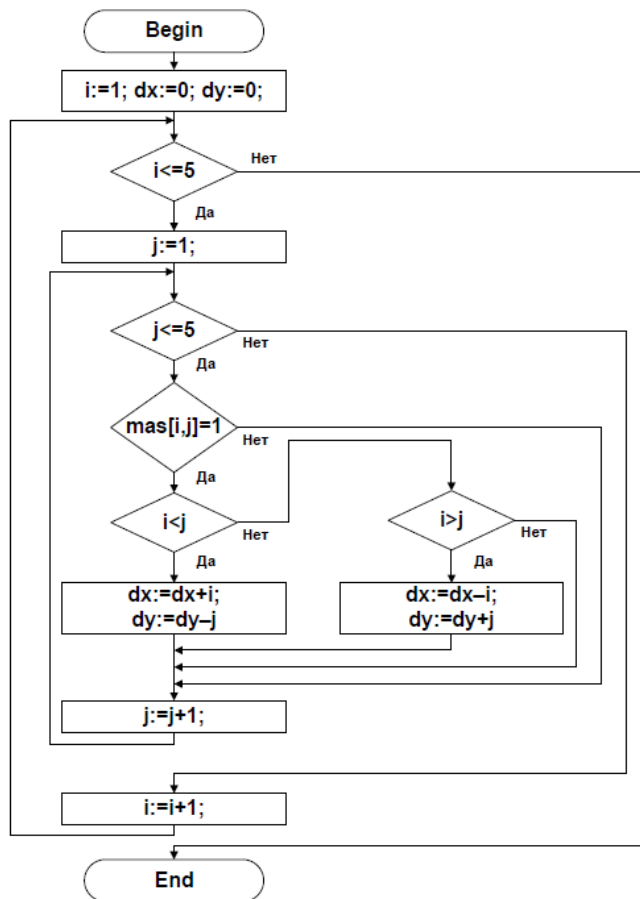 Begin
i:=1; dx:=0; dy:=0;
i<=5
Нет
Да
j:=1;
j<=5
Нет
Да
mas[i,j]=1
Нет
Да
i<j
Нет
i>j
Нет
Да
Да
dx:=dx+i;
dy:=dy–j
dx:=dx–i;
dy:=dy+j
j:=j+1;
i:=i+1;
End